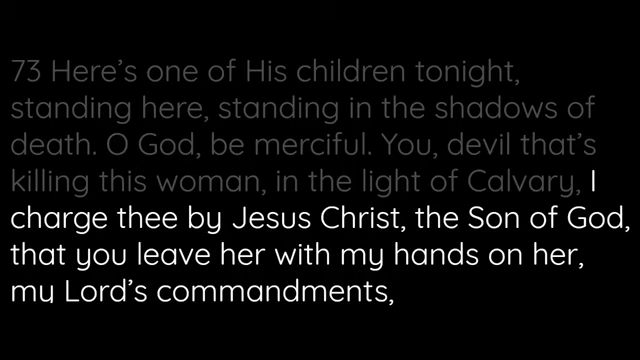 73 Here's one of His children tonight,
standing here, standing in the shadows of
death. O God, be merciful. You, devil that's
killing this woman, in the light of Calvary, I
charge thee by Jesus Christ, the Son of God,
that you leave her with my hands on her,
my Lord's commandments,